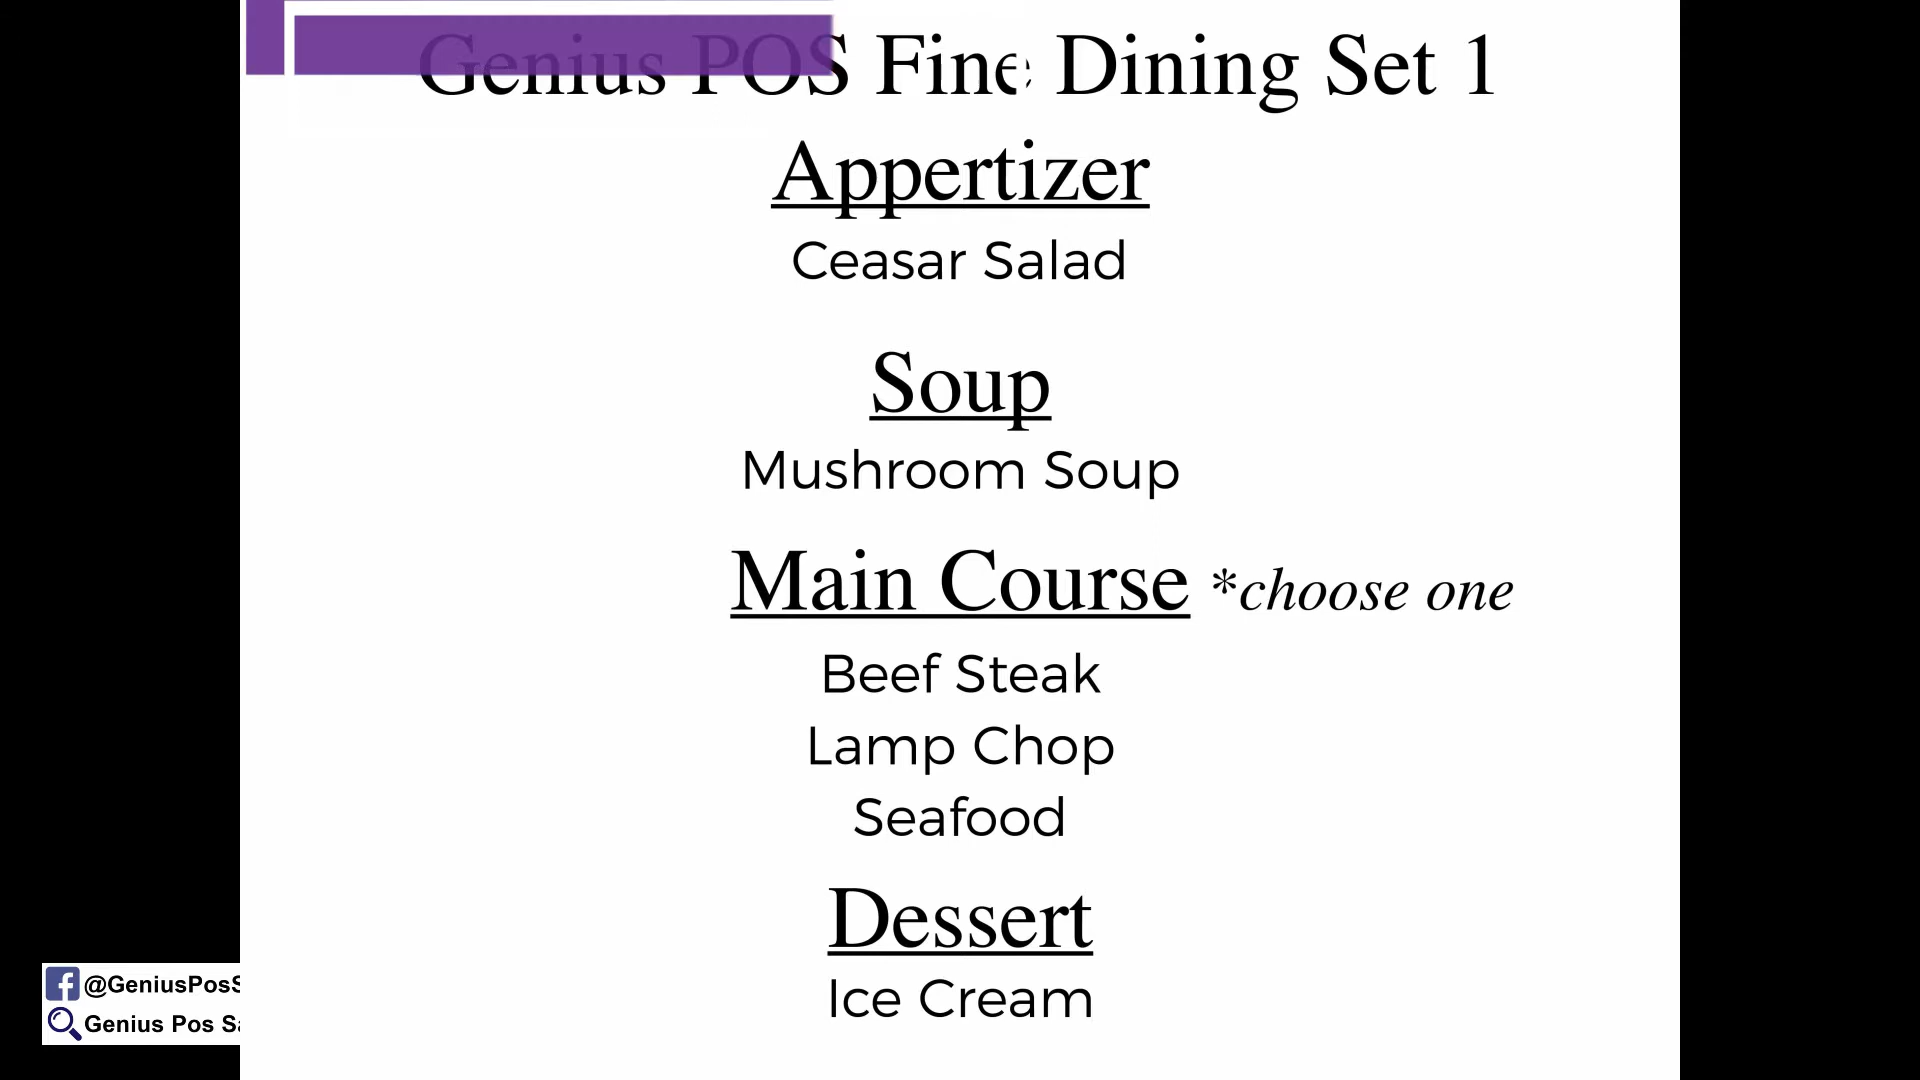 Genius POS Fine Dining Set 1
Appertizer
Ceasar Salad
Soup
Mushroom Soup
Main Course *choose one
Beef Steak
Lamp Chop
Seafood
Dessert
Ice Cream
@GeniusPos
Genius Pos